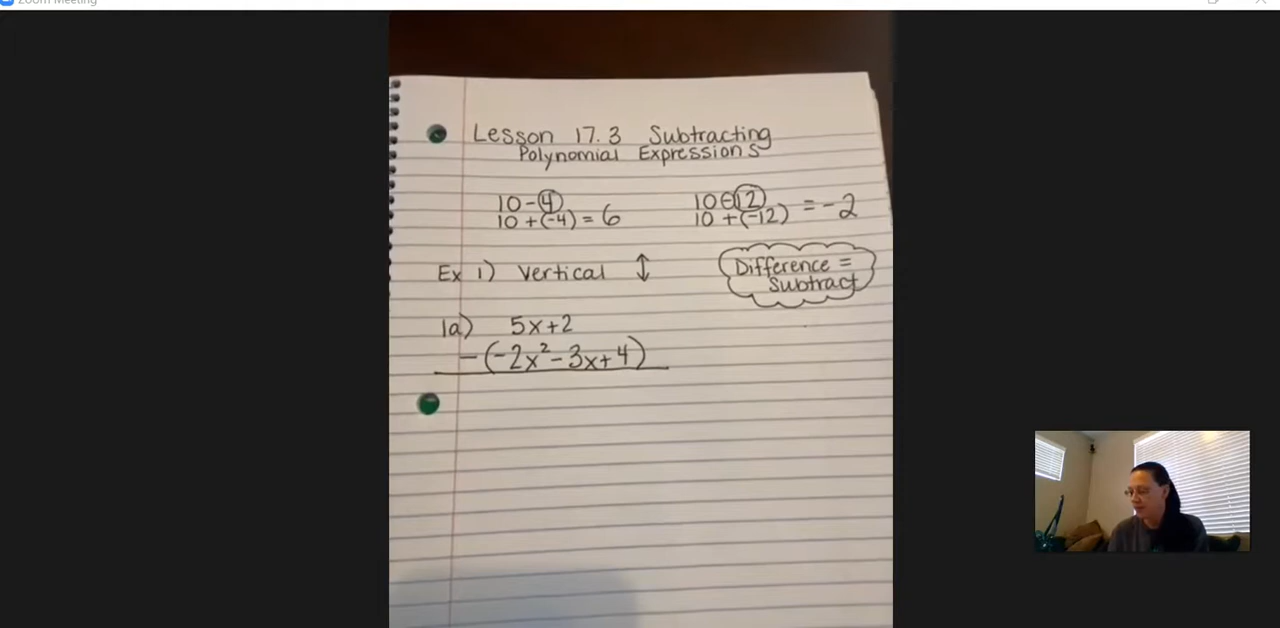 Zoom Meeting
Lesson 17.3 Subtracting
Polynomial Expressions
10 - 4
10 + (-4) = 6
10 - 12
10 + (-12) = -2
Ex 1) Vertical ↕
Difference =
Subtract
1a) 5x+2
- (-2x² - 3x + 4)